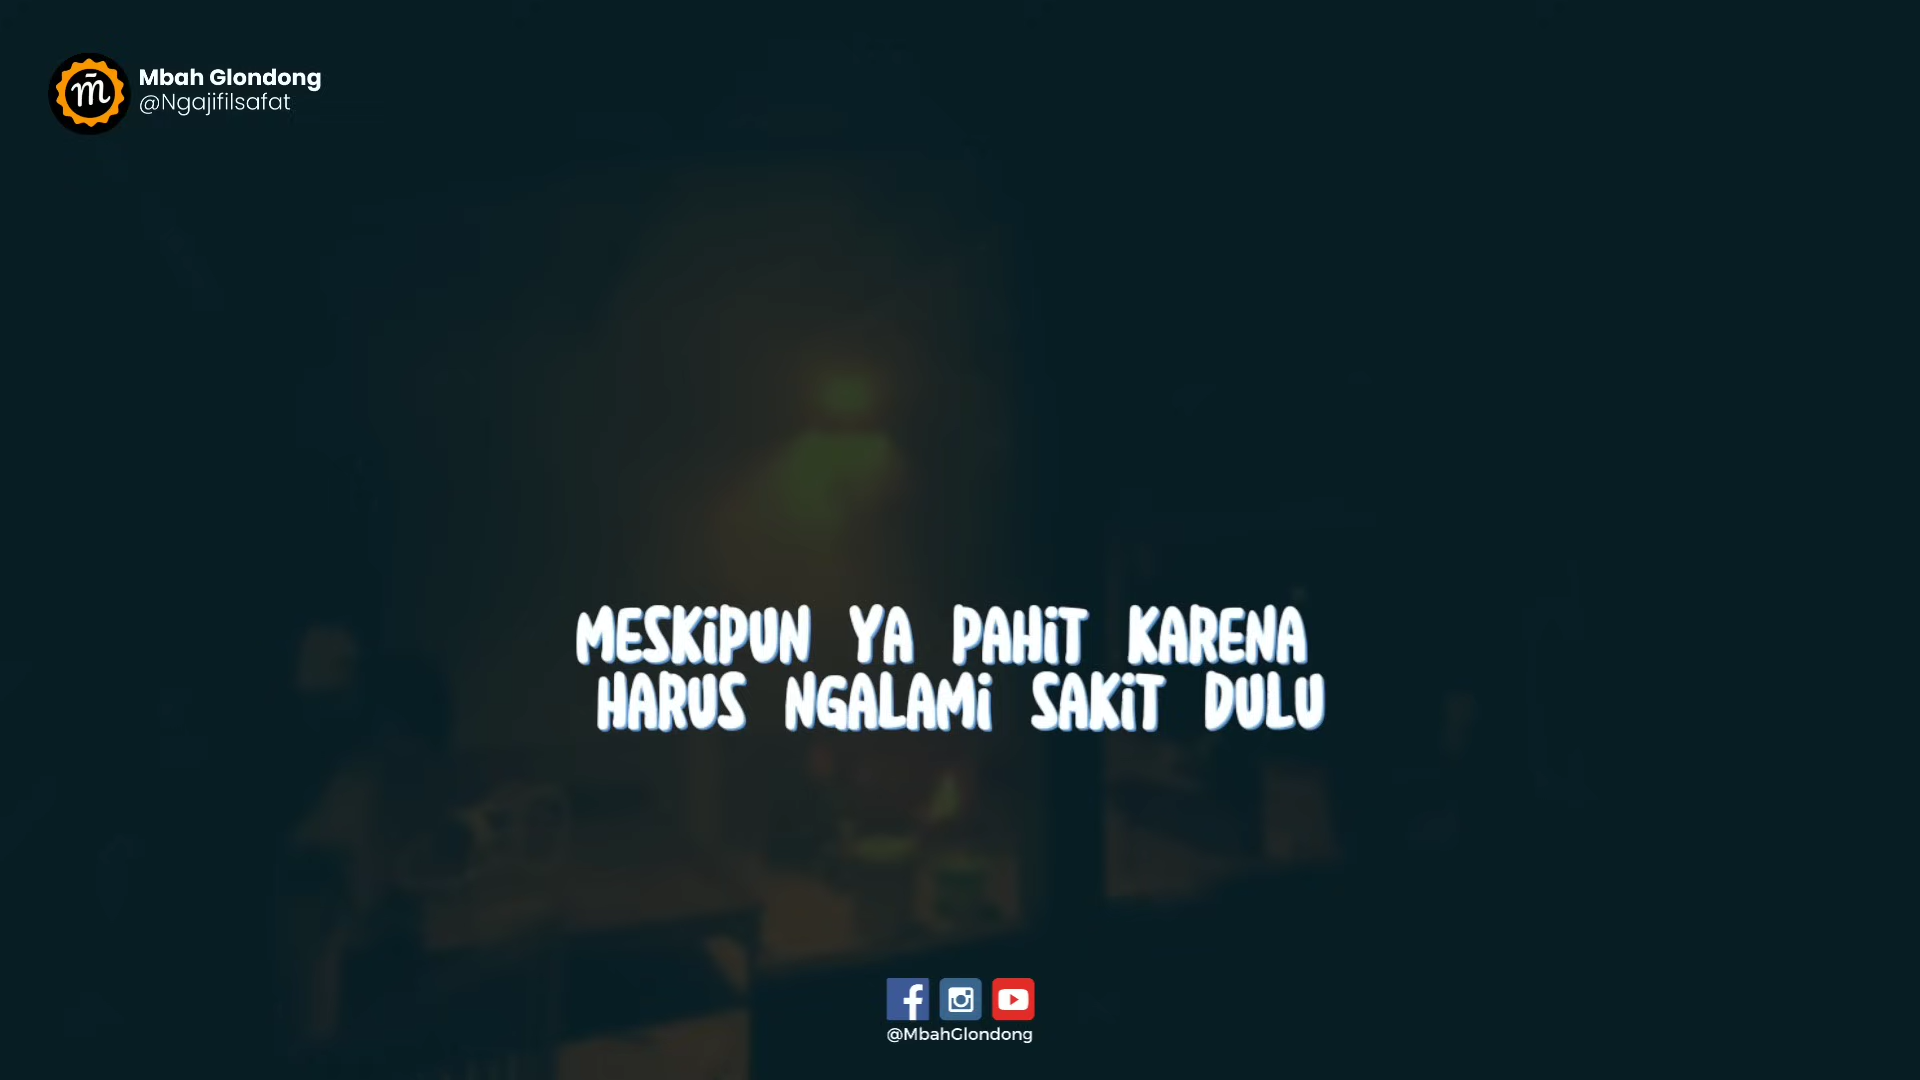 Mbah Glondong
@Ngajifilsafat
MESKiPUN YA PAHiT KARENA
HARUS NGALAMi SAKiT DULU
@MbahGlondong